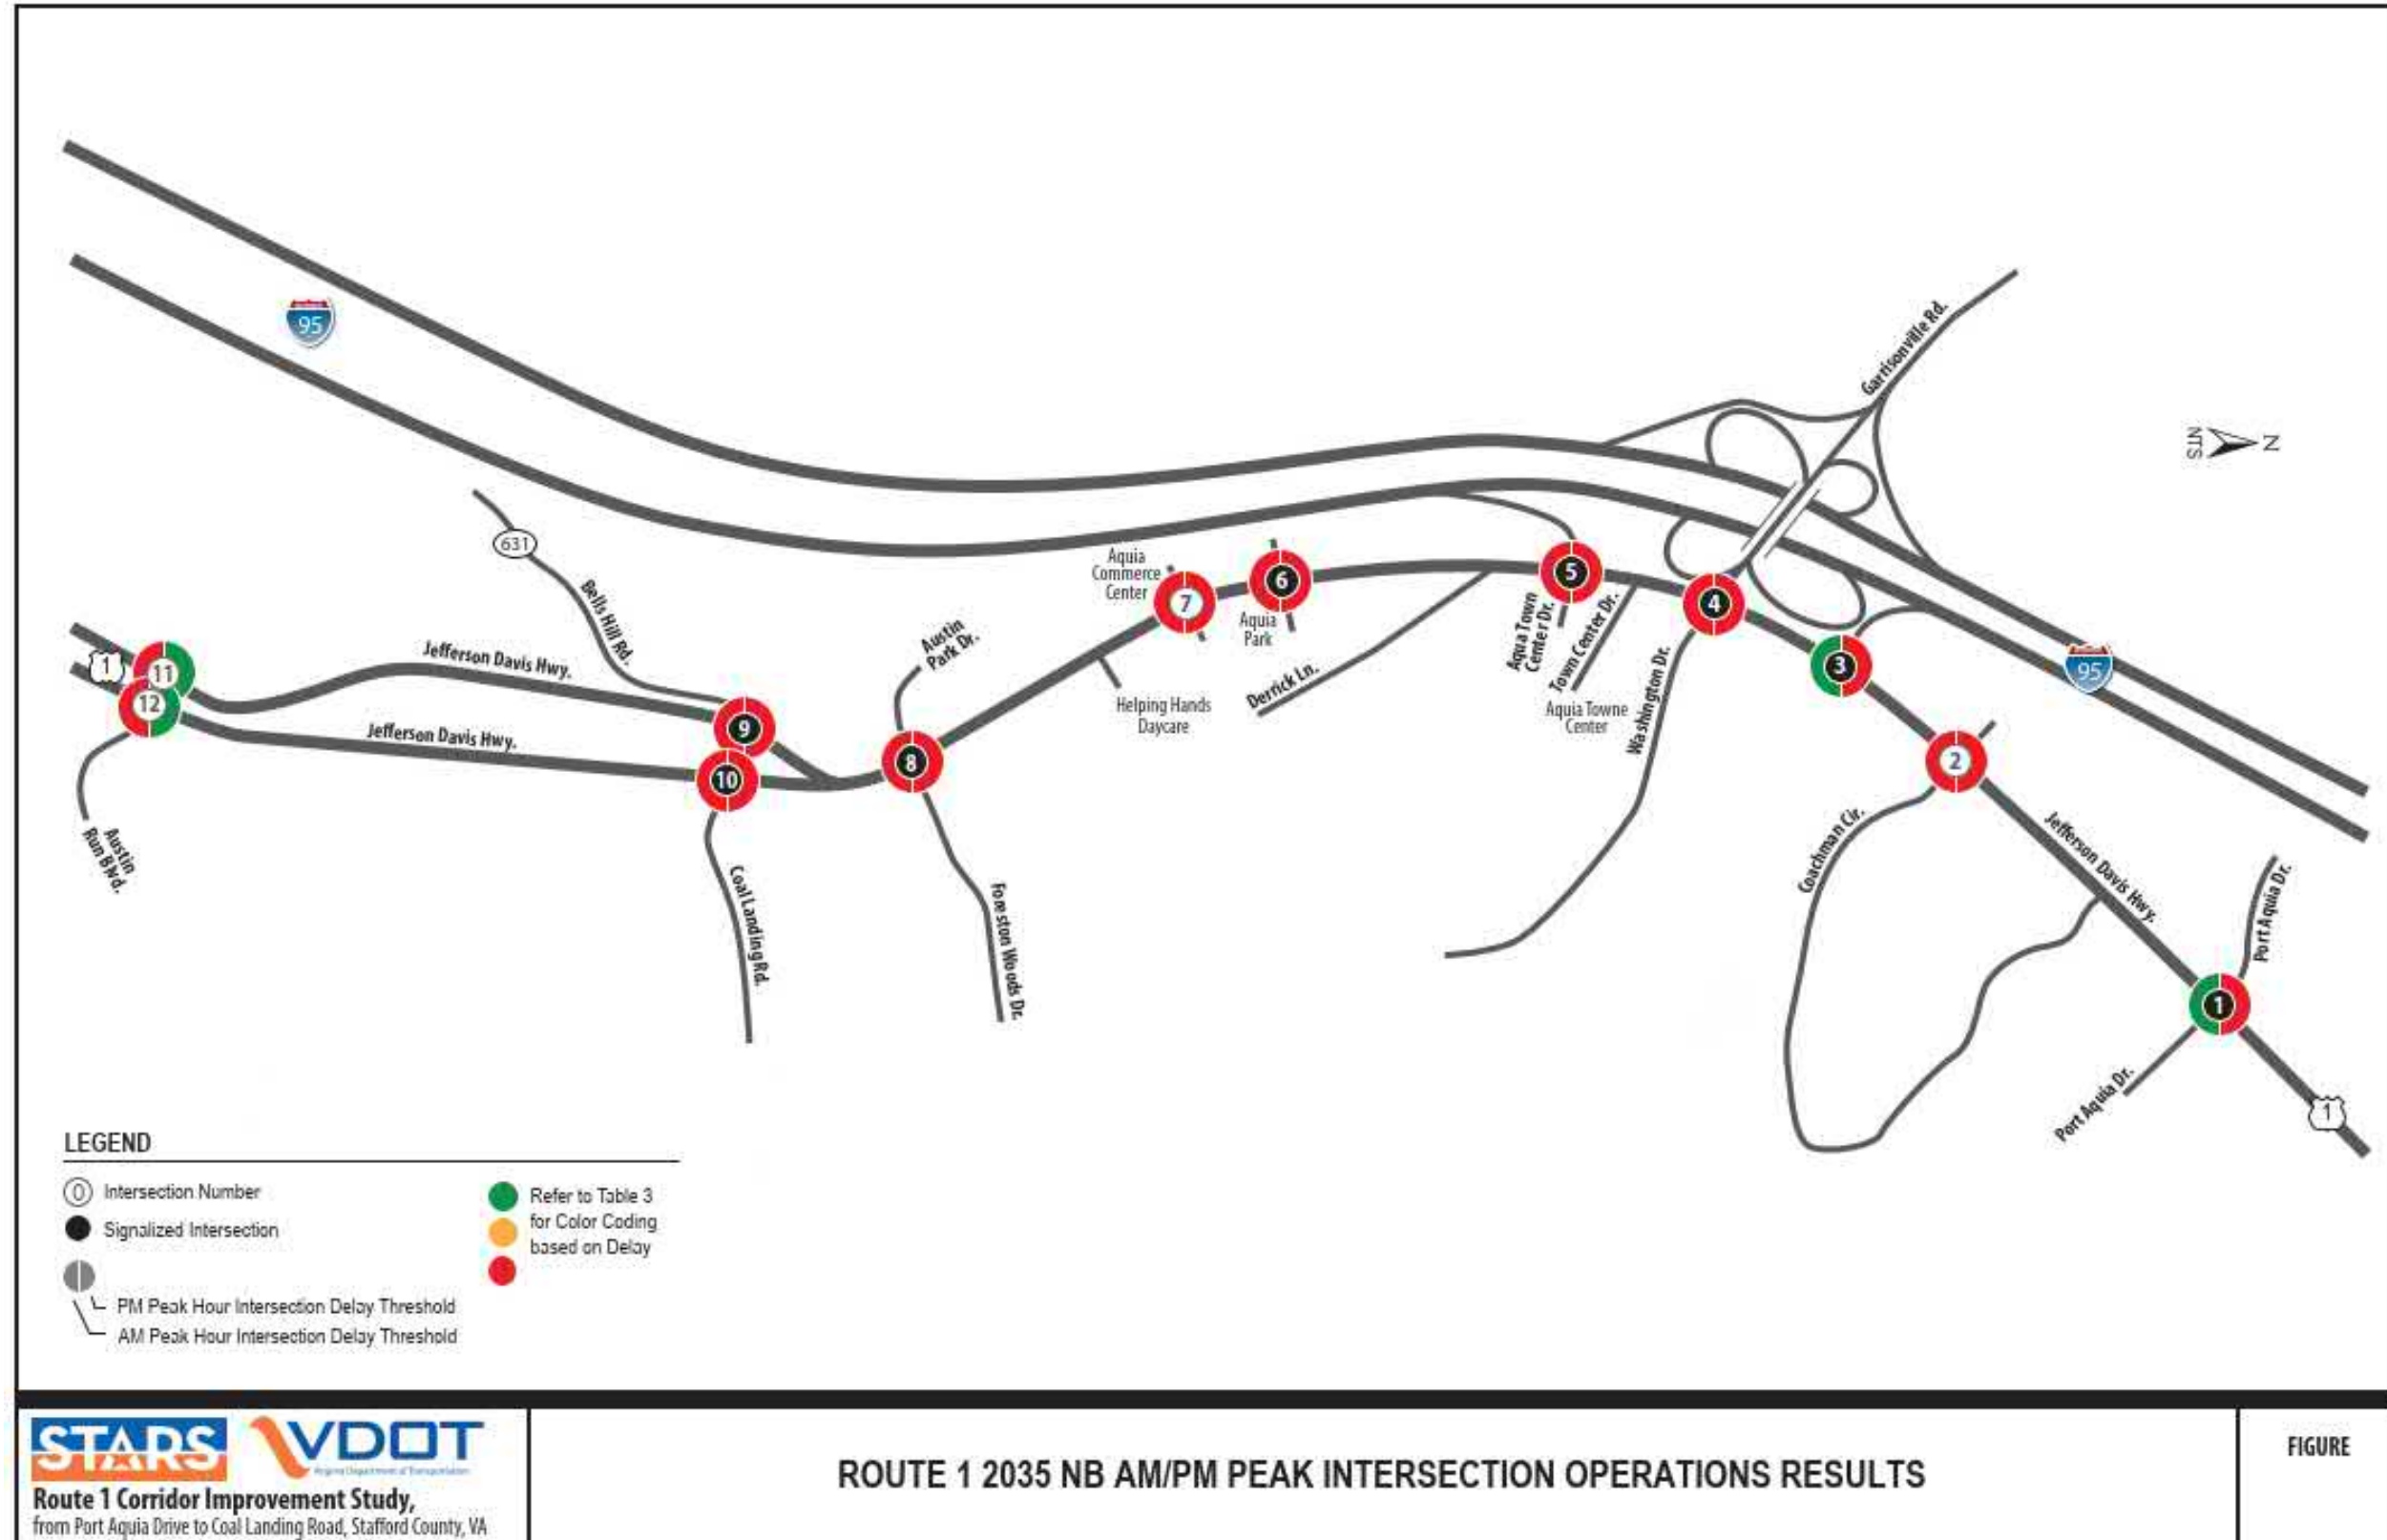 95
Garrisonville Rd.
NTS
N
631
Bells Hill Rd.
Aquia
Commerce
Center
7
6
Aquia
Park
5
Aqua Town
Center Dr.
Town Center Dr.
4
Aquia Towne
Center
Washington Dr.
3
95
2
Coachman Cir.
Jefferson Davis Hwy.
Port Aquia Dr.
1
Port Aquia Dr.
1
Derrick Ln.
Helping Hands
Daycare
Austin
Park Dr.
8
Foreston Woods Dr.
9
10
Coal Landing Rd.
Jefferson Davis Hwy.
Jefferson Davis Hwy.
1
11
12
Austin
Run Blvd.
LEGEND
0 Intersection Number
Signalized Intersection
PM Peak Hour Intersection Delay Threshold
AM Peak Hour Intersection Delay Threshold
Refer to Table 3
for Color Coding
based on Delay
STARS
VDOT
Virginia Department of Transportation
Route 1 Corridor Improvement Study,
from Port Aquia Drive to Coal Landing Road, Stafford County, VA
ROUTE 1 2035 NB AM/PM PEAK INTERSECTION OPERATIONS RESULTS
FIGURE